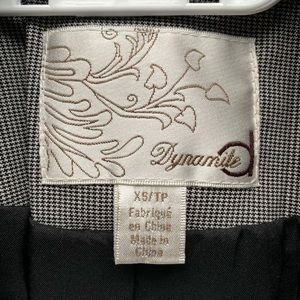 Dynamite
d
XS/TP
Fabriqué
en Chine
Made in
China